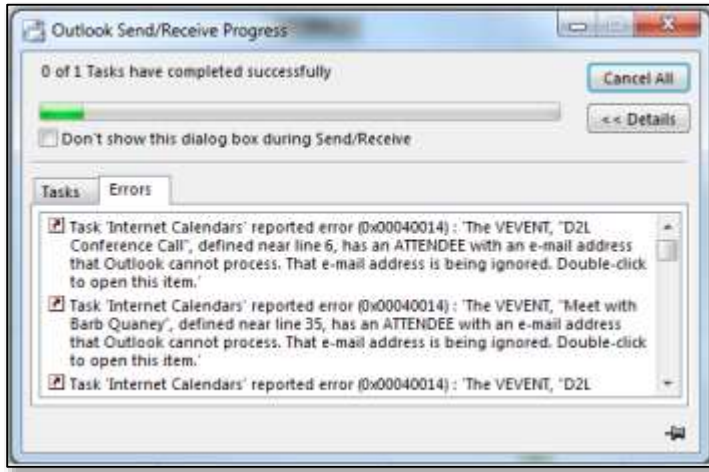 Outlook Send/Receive Progress
0 of 1 Tasks have completed successfully
Cancel All
<< Details
Don't show this dialog box during Send/Receive
Tasks
Errors
Task 'Internet Calendars' reported error (0x00040014) : 'The VEVENT, "D2L
Conference Call", defined near line 6, has an ATTENDEE with an e-mail address
that Outlook cannot process. That e-mail address is being ignored. Double-click
to open this item.'
Task 'Internet Calendars' reported error (0x00040014) : 'The VEVENT, "Meet with
Barb Quaney", defined near line 35, has an ATTENDEE with an e-mail address
that Outlook cannot process. That e-mail address is being ignored. Double-click
to open this item.'
Task 'Internet Calendars' reported error (0x00040014) : 'The VEVENT, "D2L